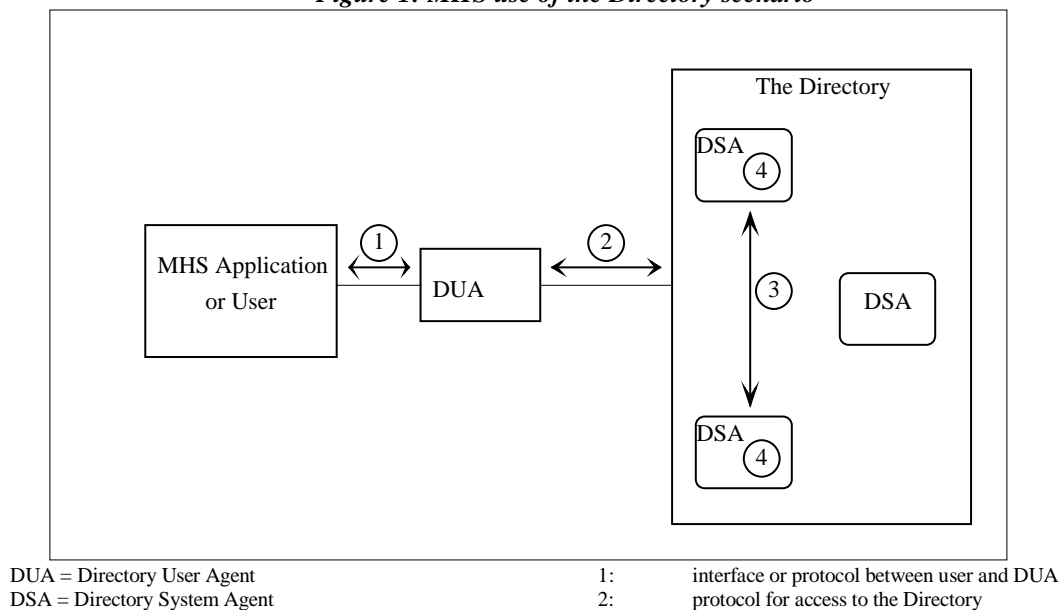 Figure 1: MHS use of the Directory scenario
The Directory
DSA
4
1
2
MHS Application
or User
DUA
3
DSA
DSA
4
DUA = Directory User Agent 1: interface or protocol between user and DUA
DSA = Directory System Agent 2: protocol for access to the Directory